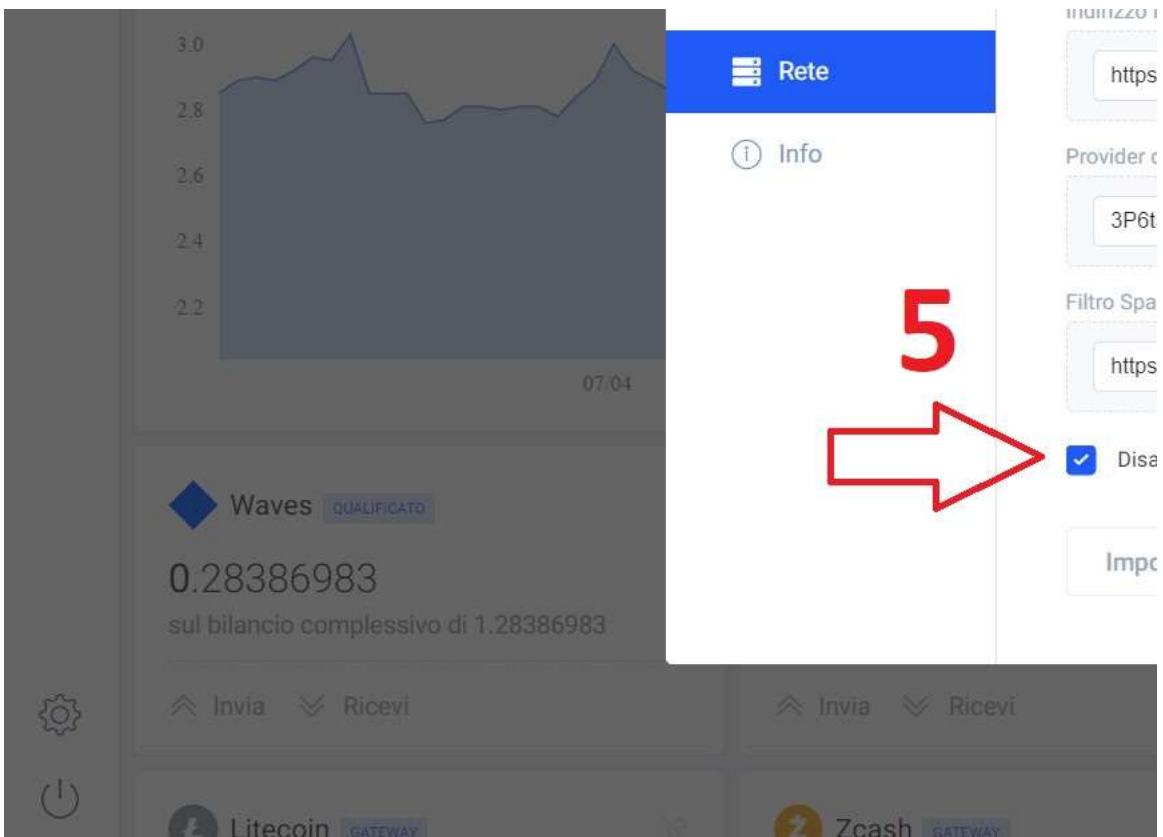 3.0
2.8
2.6
2.4
2.2
07/04
Rete
Info
https
Provider
3P6t
Filtro Spa
https
5
Disa
Impo
Waves QUALIFICATO
0.28386983
sul bilancio complessivo di 1.28386983
Invia Ricevi
Invia Ricevi
Litecoin GATEWAY
Zcash GATEWAY